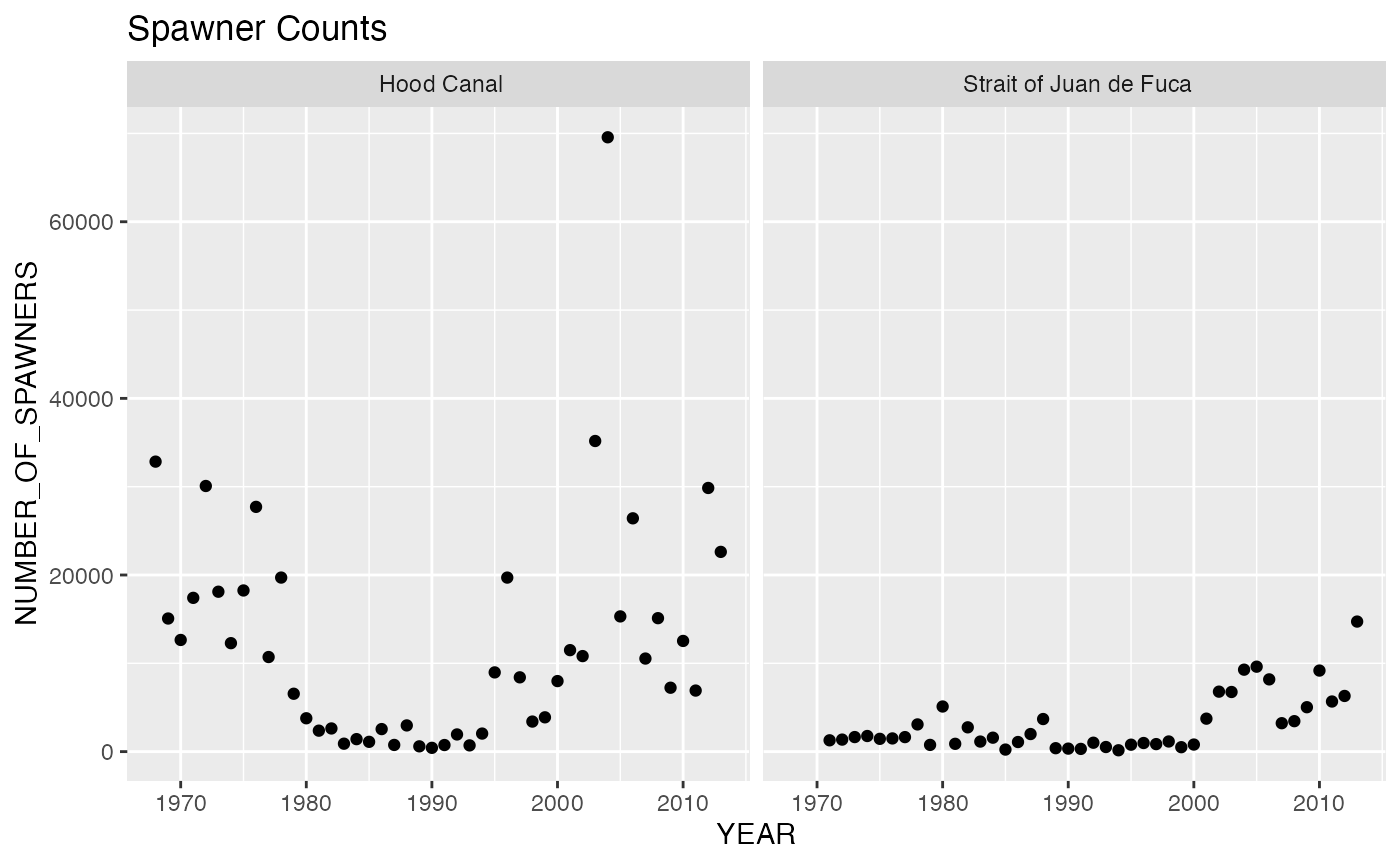 Spawner Counts
Hood Canal
Strait of Juan de Fuca
NUMBER_OF_SPAWNERS
60000
40000
20000
0
1970 1980 1990 2000 2010
1970 1980 1990 2000 2010
YEAR